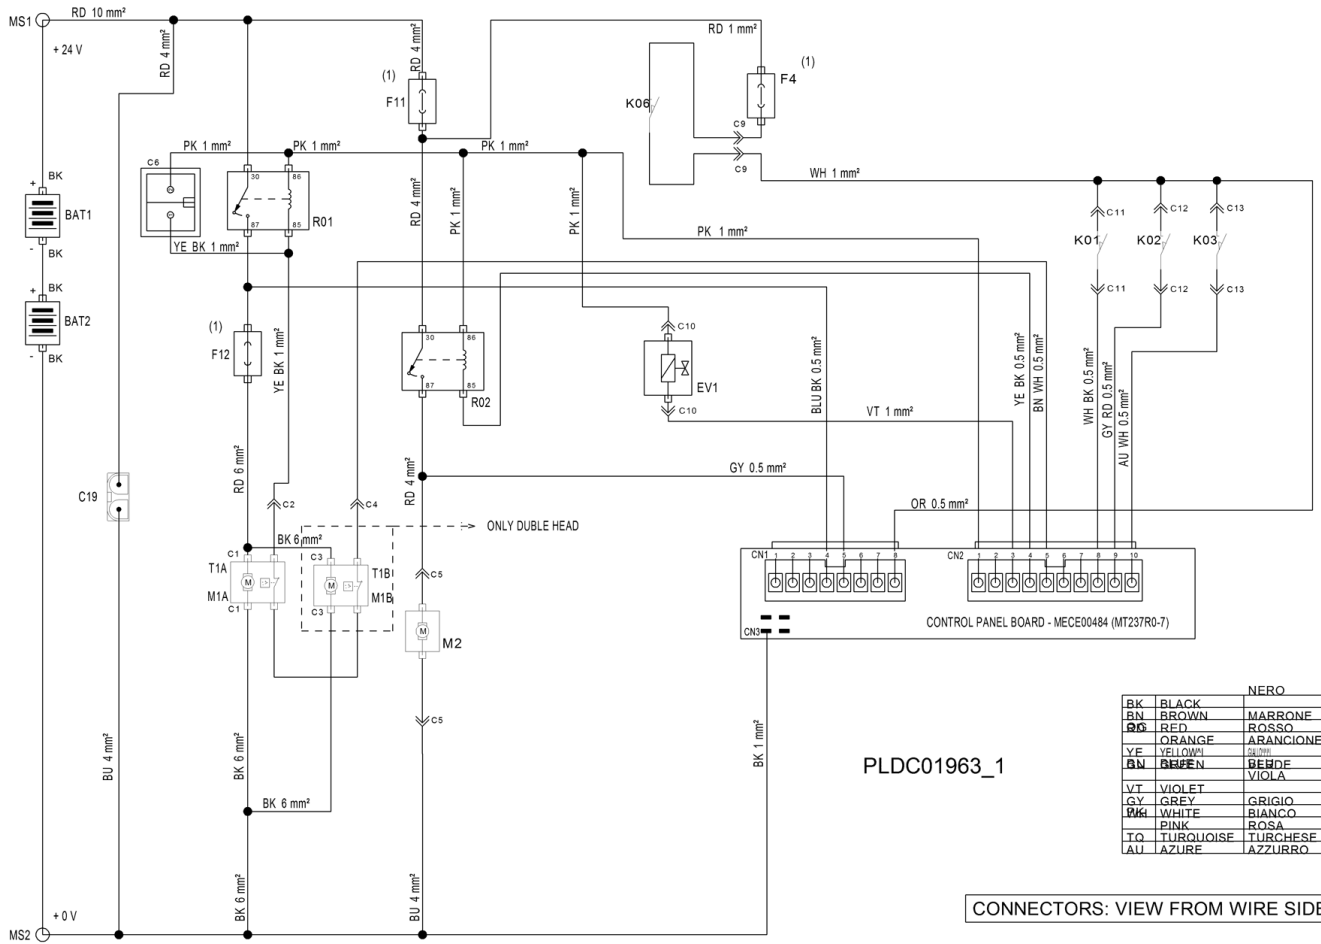 MS1
RD 10 mm²
+ 24 V
RD 4 mm²
RD 4 mm²
(1)
F11
RD 1 mm²
(1)
F4
K06
C9
C9
PK 1 mm²
PK 1 mm²
PK 1 mm²
WH 1 mm²
C6
30
86
87
85
R01
+
BK
BAT1
-
BK
YE BK 1 mm²
RD 4 mm²
PK 1 mm²
PK 1 mm²
PK 1 mm²
C11
C12
C13
K01
K02
K03
C11
C12
C13
+
BK
BAT2
-
BK
(1)
F12
YE BK 1 mm²
30
86
87
85
R02
C10
EV1
C10
BLU BK 0.5 mm²
YE BK 0.5 mm²
BN WH 0.5 mm²
WH BK 0.5 mm²
GY RD 0.5 mm²
AU WH 0.5 mm²
VT 1 mm²
RD 6 mm²
RD 4 mm²
GY 0.5 mm²
OR 0.5 mm²
C19
C2
C4
ONLY DUBLE HEAD
BK 6 mm²
C1
C3
T1A
M
M1A
C1
T1B
M
M1B
C3
C5
M
M2
C5
CN1
1 2 3 4 5 6 7 8
CN2
1 2 3 4 5 6 7 8 9 10
CONTROL PANEL BOARD - MECE00484 (MT237R0-7)
CN3
BU 4 mm²
BK 6 mm²
BK 6 mm²
BK 1 mm²
PLDC01963_1
NERO
BK BLACK
BN BROWN MARRONE
RED ROSSO
ORANGE ARANCIONE
YE YELLOW
VIOLA
VT VIOLET
GY GREY GRIGIO
WHITE BIANCO
PINK ROSA
TQ TURQUOISE TURCHESE
AU AZURE AZZURRO
BK 6 mm²
BU 4 mm²
CONNECTORS: VIEW FROM WIRE SIDE
+ 0 V
MS2